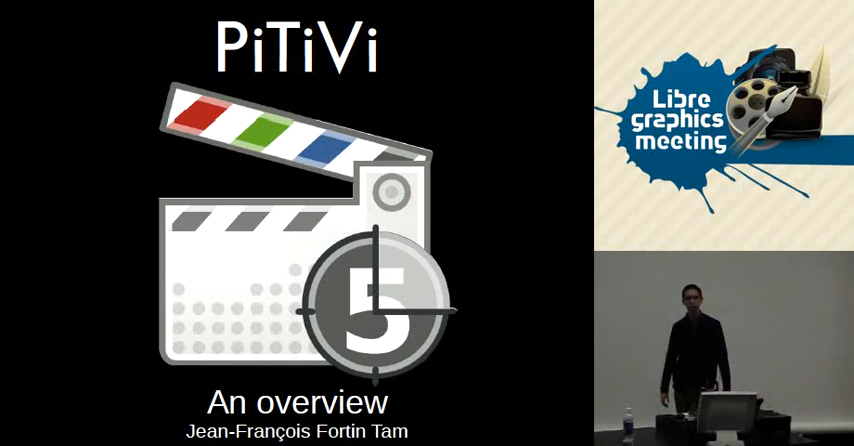 PiTiVi
5
An overview
Jean-François Fortin Tam
Libre
graphics
meeting